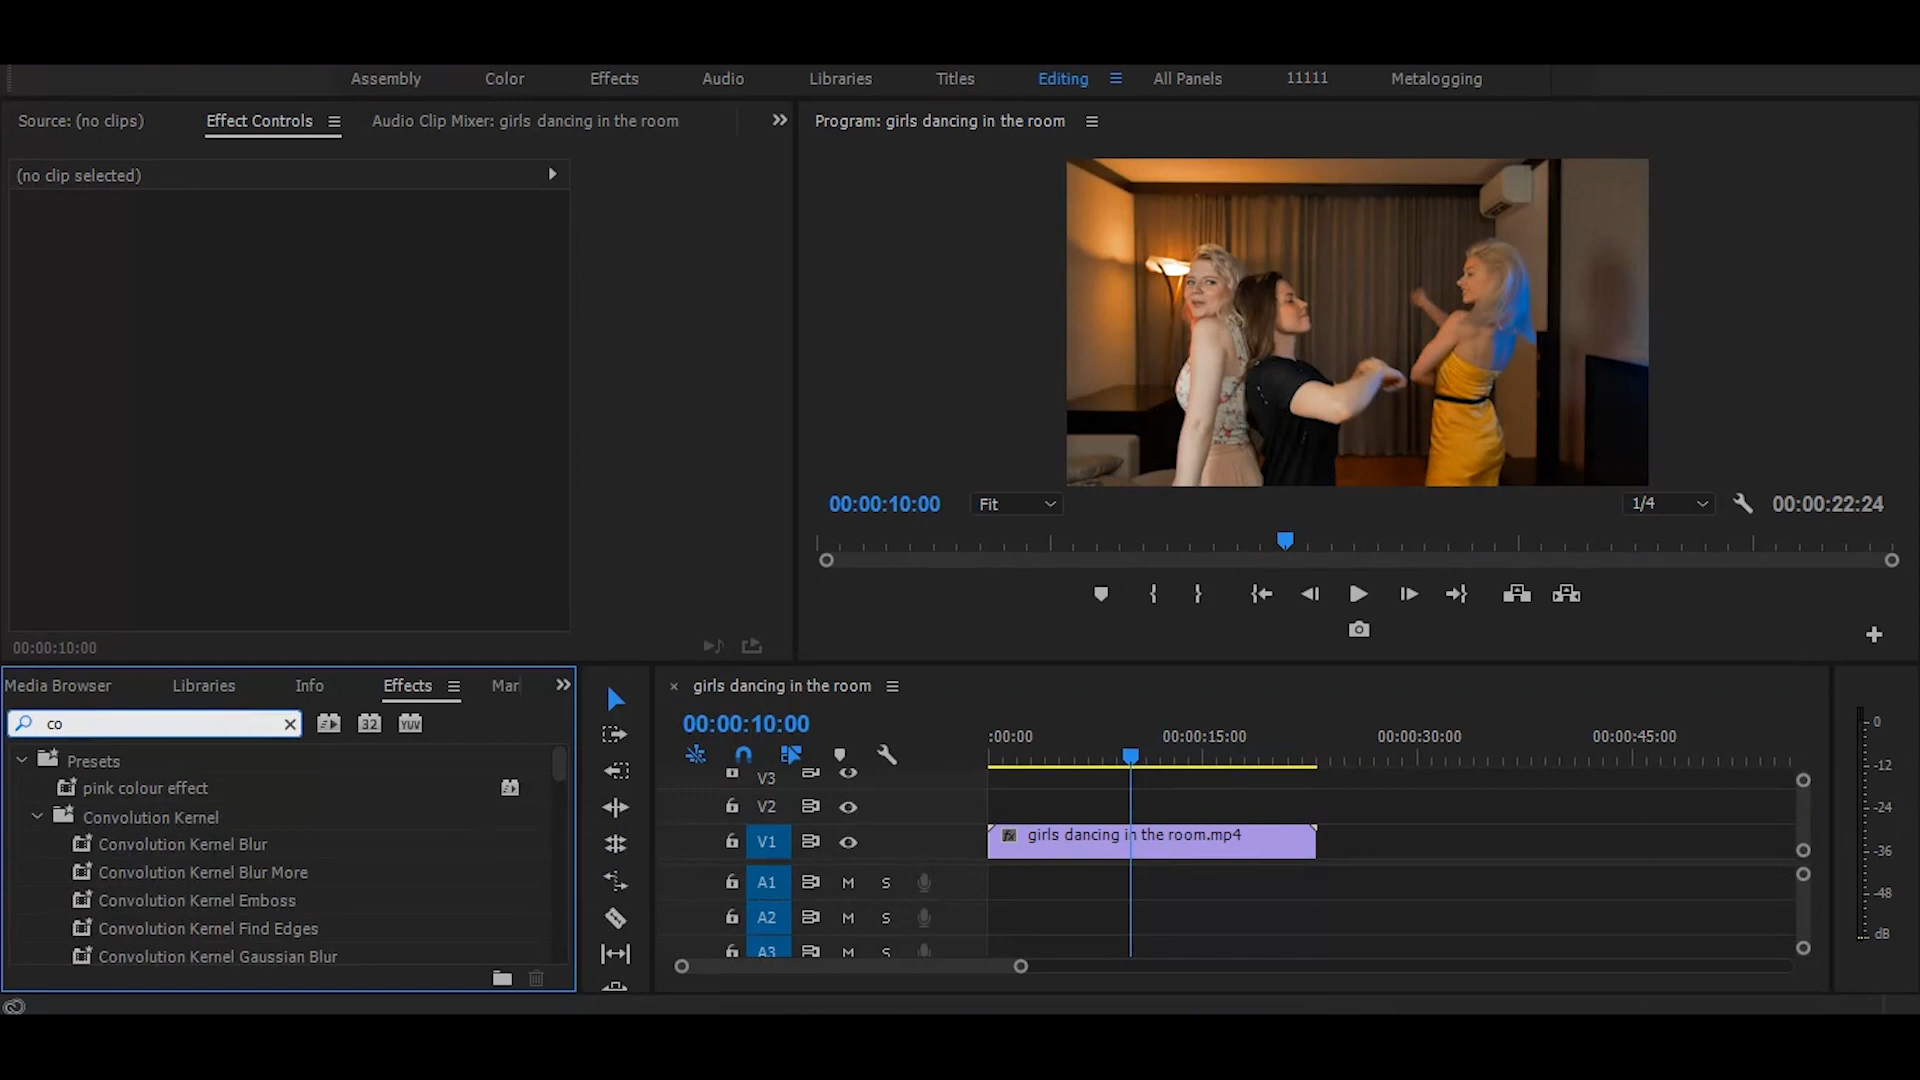 Assembly Color Effects Audio Libraries Titles Editing All Panels 11111 Metalogging
Source: (no clips) Effect Controls Audio Clip Mixer: girls dancing in the room
Program: girls dancing in the room
(no clip selected)
00:00:10:00 Fit 1/4 00:00:22:24
00:00:10:00
Media Browser Libraries Info Effects Mar
co
32 YUV
Presets
pink colour effect
Convolution Kernel
Convolution Kernel Blur
Convolution Kernel Blur More
Convolution Kernel Emboss
Convolution Kernel Find Edges
Convolution Kernel Gaussian Blur
× girls dancing in the room
00:00:10:00
:00:00 00:00:15:00 00:00:30:00 00:00:45:00
V3
V2
V1 fx girls dancing in the room.mp4
A1 M S
A2 M S
A3 M S
0
-12
-24
-36
-48
dB